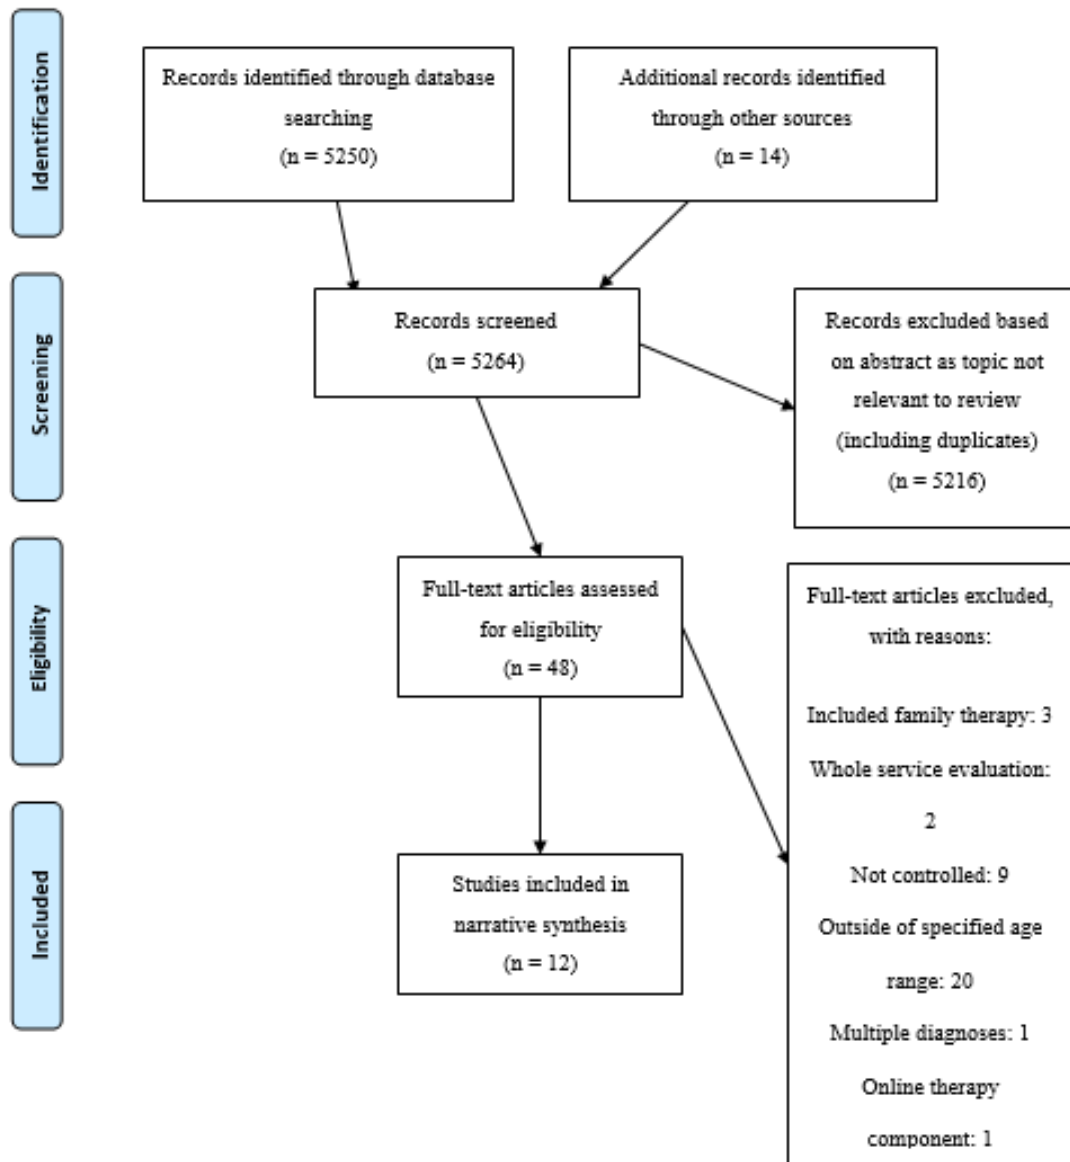 Identification
Records identified through database
searching
(n = 5250)
Additional records identified
through other sources
(n = 14)
Screening
Records screened
(n = 5264)
Records excluded based
on abstract as topic not
relevant to review
(including duplicates)
(n = 5216)
Eligibility
Full-text articles assessed
for eligibility
(n = 48)
Full-text articles excluded,
with reasons:
Included family therapy: 3
Whole service evaluation:
2
Not controlled: 9
Outside of specified age
range: 20
Multiple diagnoses: 1
Online therapy
component: 1
Included
Studies included in
narrative synthesis
(n = 12)